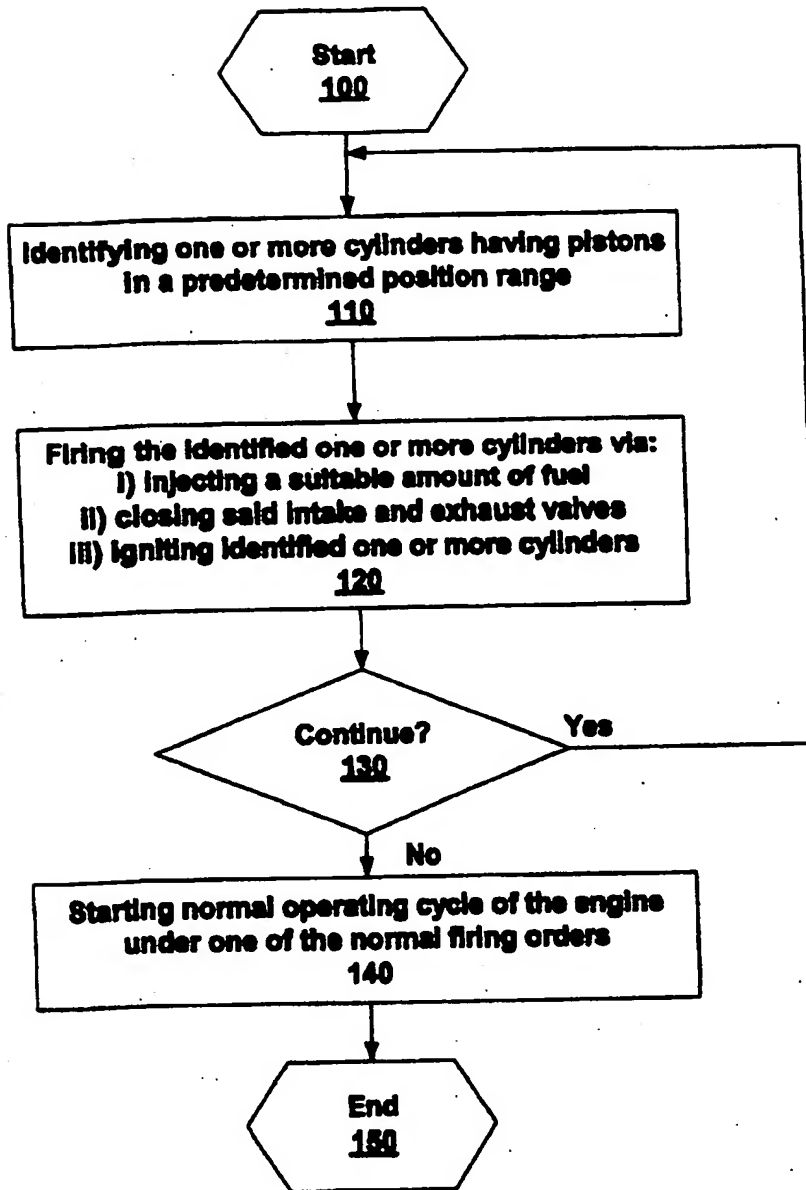 Start
100
Identifying one or more cylinders having pistons
in a predetermined position range
110
Firing the identified one or more cylinders via:
i) injecting a suitable amount of fuel
ii) closing said intake and exhaust valves
iii) igniting identified one or more cylinders
120
Continue?
130
Yes
No
Starting normal operating cycle of the engine
under one of the normal firing orders
140
End
150